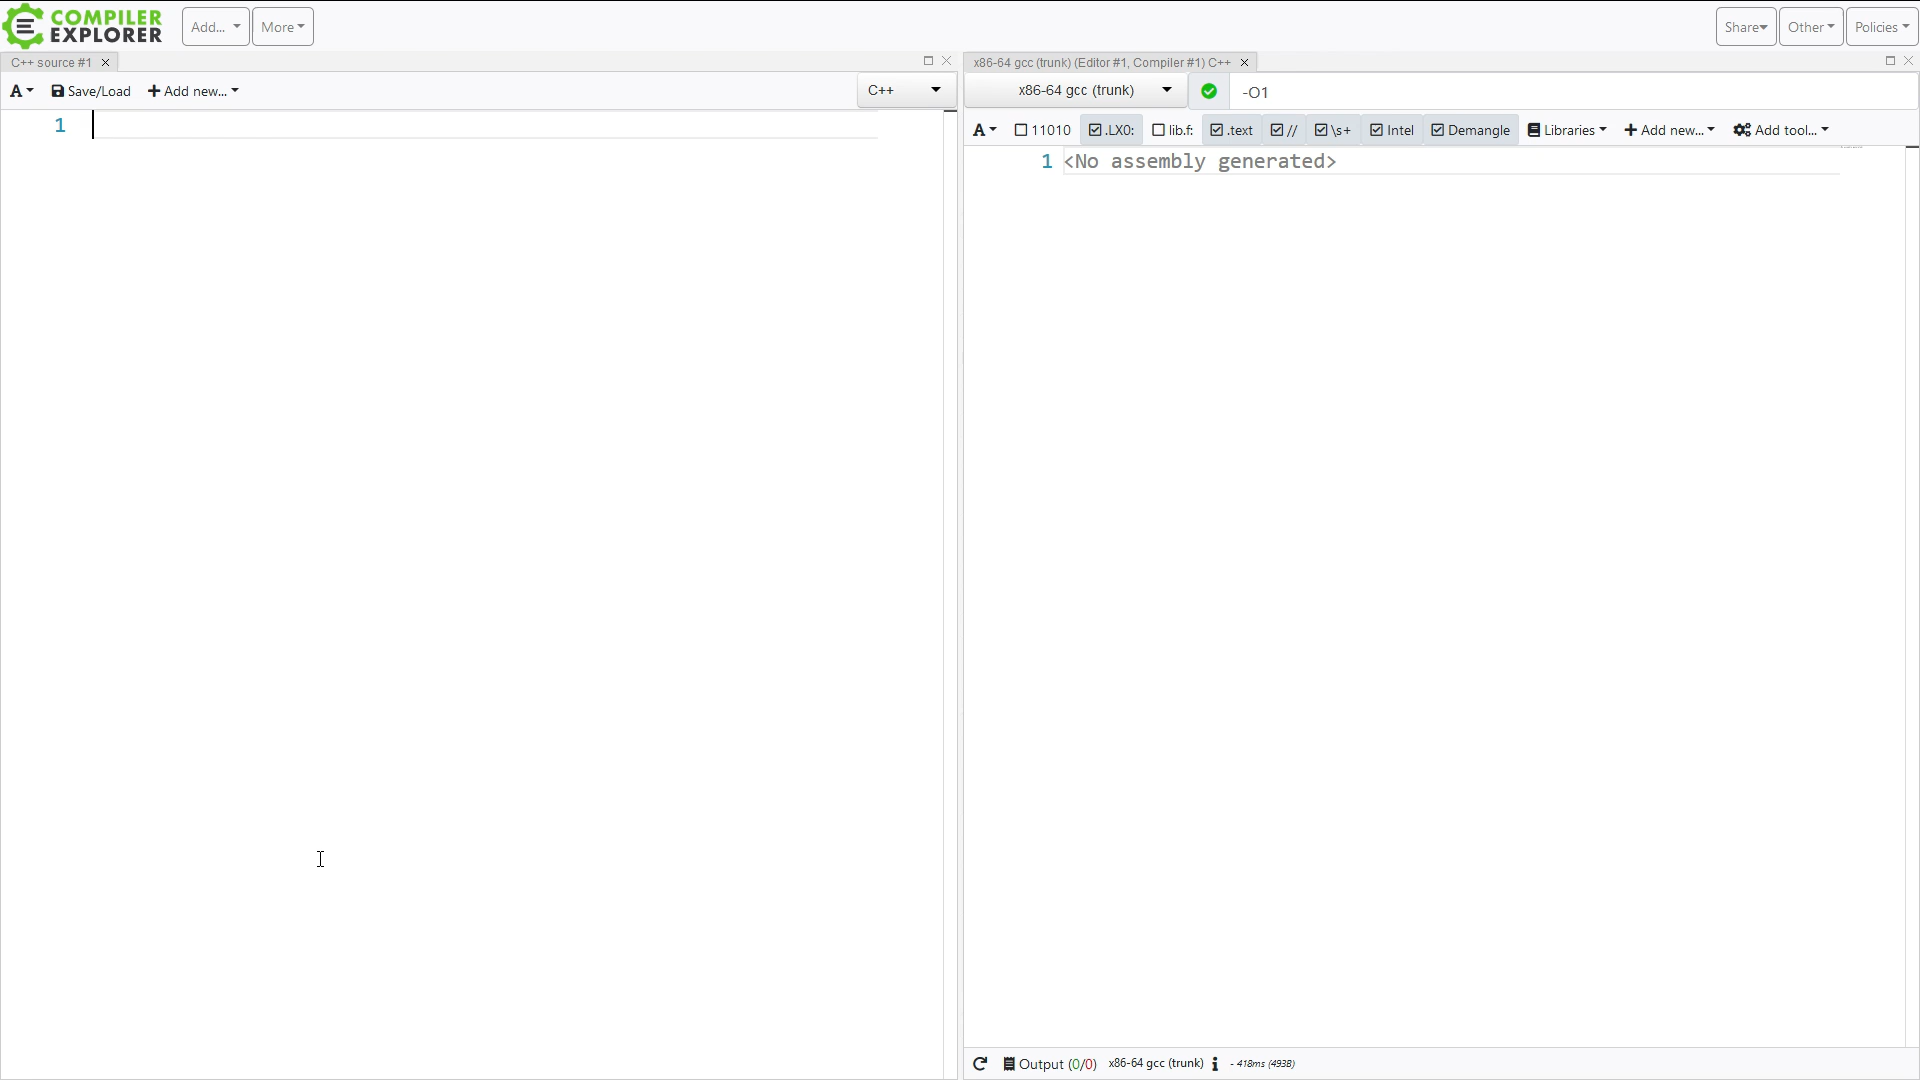 COMPILER
EXPLORER
Add...
More
Share
Other
Policies
C++ source #1
x86-64 gcc (trunk) (Editor #1, Compiler #1) C++
A
Save/Load
+ Add new...
C++
x86-64 gcc (trunk)
-O1
A
11010
.LX0:
lib.f:
.text
//
\s+
Intel
Demangle
Libraries
+ Add new...
Add tool...
1
1 <No assembly generated>
Output (0/0) x86-64 gcc (trunk) i - 418ms (493B)